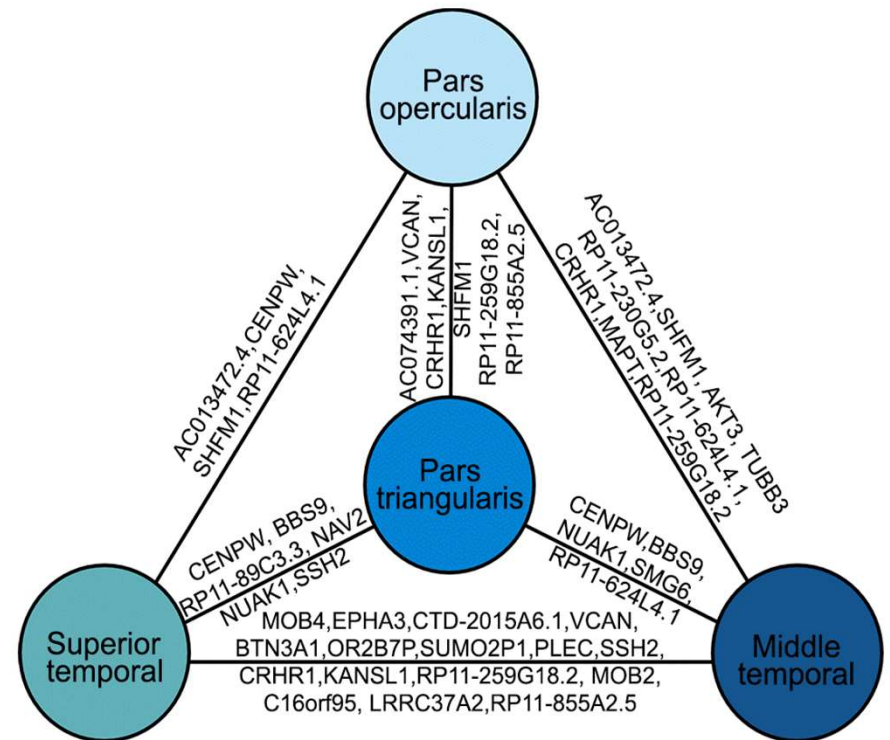 Pars
opercularis
AC013472.4,CENPW,
SHFM1,RP11-624L4.1
AC074391.1,VCAN,
CRHR1,KANSL1,
SHFM1
RP11-259G18.2,
RP11-855A2.5
AC013472.4,SHFM1, AKT3, TUBB3
RP11-230G5.2,RP11-624L4.1,
CRHR1,MAPT,RP11-259G18.2
Pars
triangularis
CENPW, BBS9,
RP11-89C3.3, NAV2
NUAK1,SSH2
CENPW,BBS9,
NUAK1,SMG6,
RP11-624L4.1
Superior
temporal
MOB4,EPHA3,CTD-2015A6.1,VCAN,
BTN3A1,OR2B7P,SUMO2P1,PLEC,SSH2,
CRHR1,KANSL1,RP11-259G18.2, MOB2,
C16orf95, LRRC37A2,RP11-855A2.5
Middle
temporal